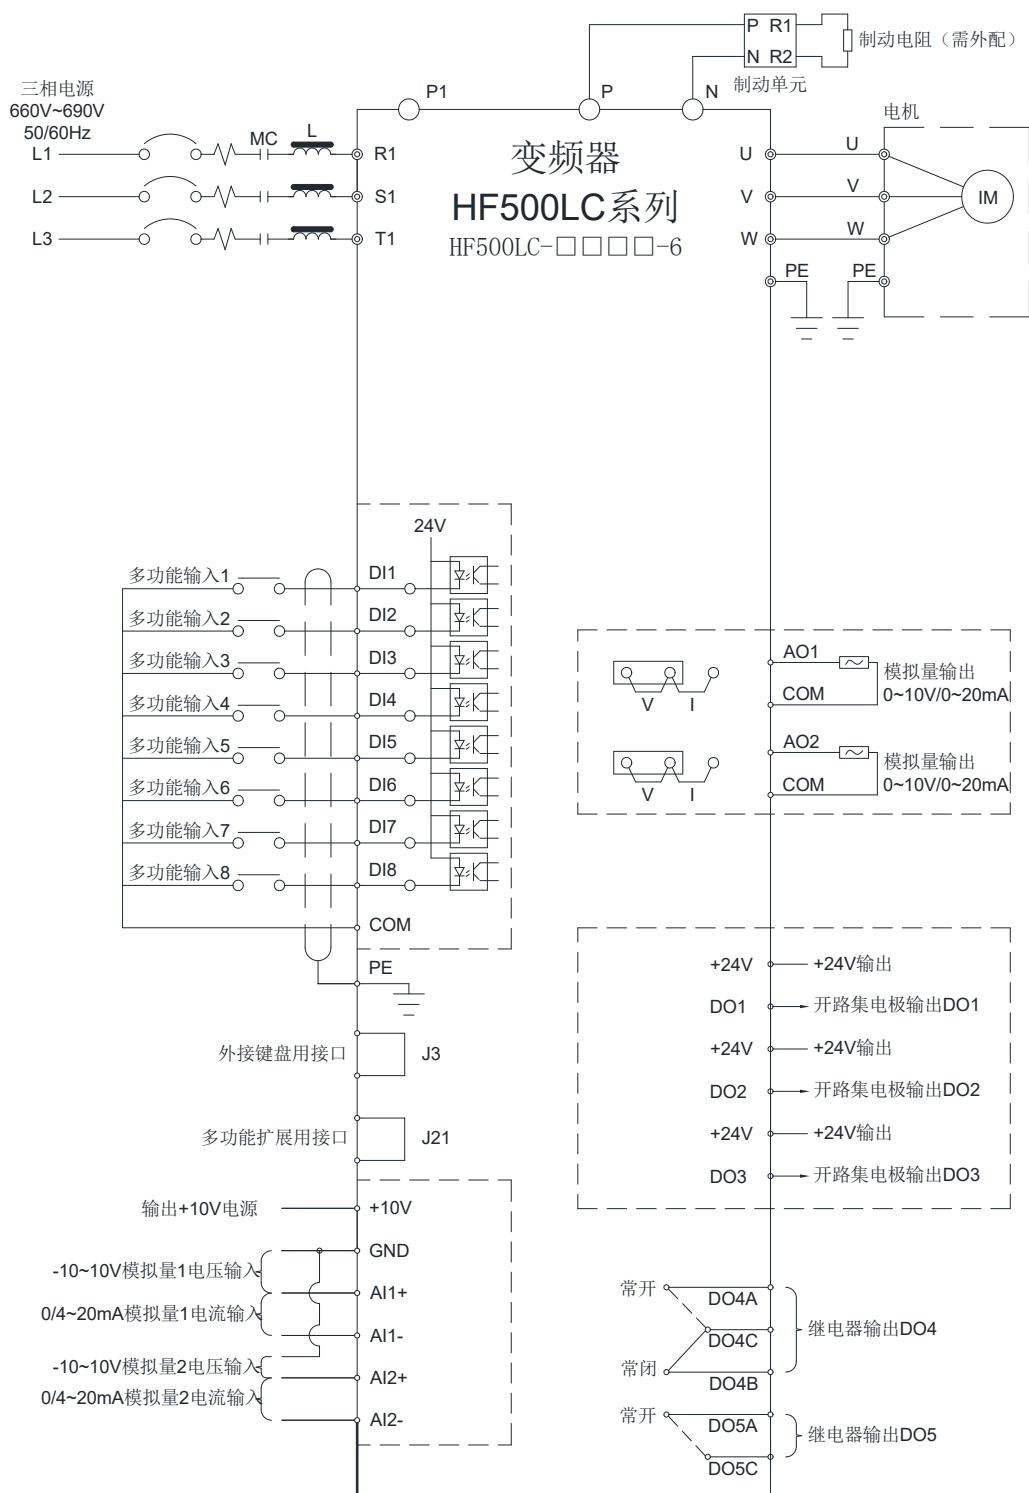 P R1
N R2
制动电阻（需外配）
制动单元
三相电源
660V~690V
50/60Hz
P1
P
N
电机
L1
MC
L
R1
变频器
U
U
L2
S1
HF500LC系列
V
V
IM
L3
T1
HF500LC-□□□□-6
W
W
PE
PE
24V
多功能输入1
DI1
多功能输入2
DI2
多功能输入3
DI3
多功能输入4
DI4
多功能输入5
DI5
多功能输入6
DI6
多功能输入7
DI7
多功能输入8
DI8
COM
PE
V I
AO1
COM
模拟量输出
0~10V/0~20mA
V I
AO2
COM
模拟量输出
0~10V/0~20mA
+24V
+24V输出
DO1
开路集电极输出DO1
+24V
+24V输出
DO2
开路集电极输出DO2
+24V
+24V输出
DO3
开路集电极输出DO3
外接键盘用接口
J3
多功能扩展用接口
J21
输出+10V电源
+10V
GND
-10~10V模拟量1电压输入
AI1+
0/4~20mA模拟量1电流输入
AI1-
-10~10V模拟量2电压输入
AI2+
0/4~20mA模拟量2电流输入
AI2-
常开
DO4A
DO4C
继电器输出DO4
常闭
DO4B
常开
DO5A
继电器输出DO5
DO5C